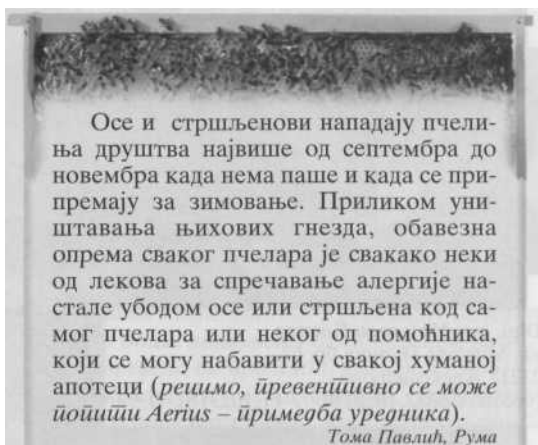 Осе и стршљенови нападају пчели-
ња друштва највише од септембра до
новембра када нема паше и када се при-
премају за зимовање. Приликом уни-
штавања њихових гнезда, обавезна
опрема сваког пчелара је свакако неки
од лекова за спречавање алергије на-
стале убодом осе или стршљена код са-
мог пчелара или неког од помоћника,
који се могу набавити у свакој хуманој
апотеци (рецимо, превентивно се може
попити Aerius – примедба уредника).
Тома Павлић, Рума